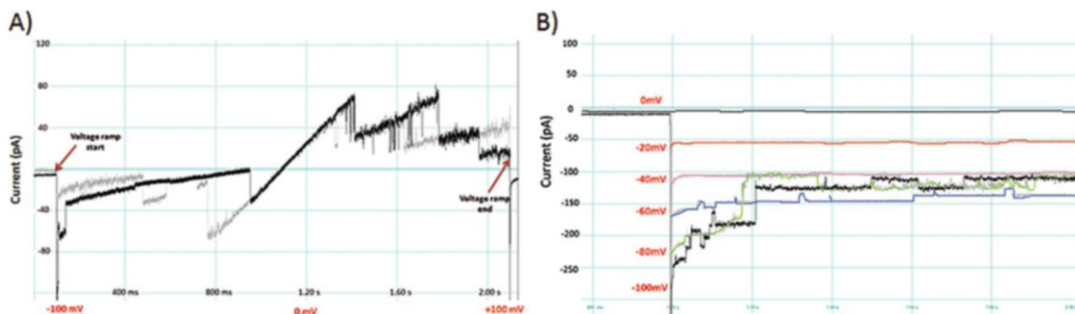 A)
120
80
40
0
-40
-80
Current (pA)
Voltage ramp
start
Voltage ramp
end
400 ms
800 ms
1.20 s
1.60 s
2.00 s
-100 mV
0 mV
+100 mV
B)
100
50
0
-50
-100
-150
-200
-250
Current (pA)
0mV
-20mV
-40mV
-60mV
-80mV
-100mV